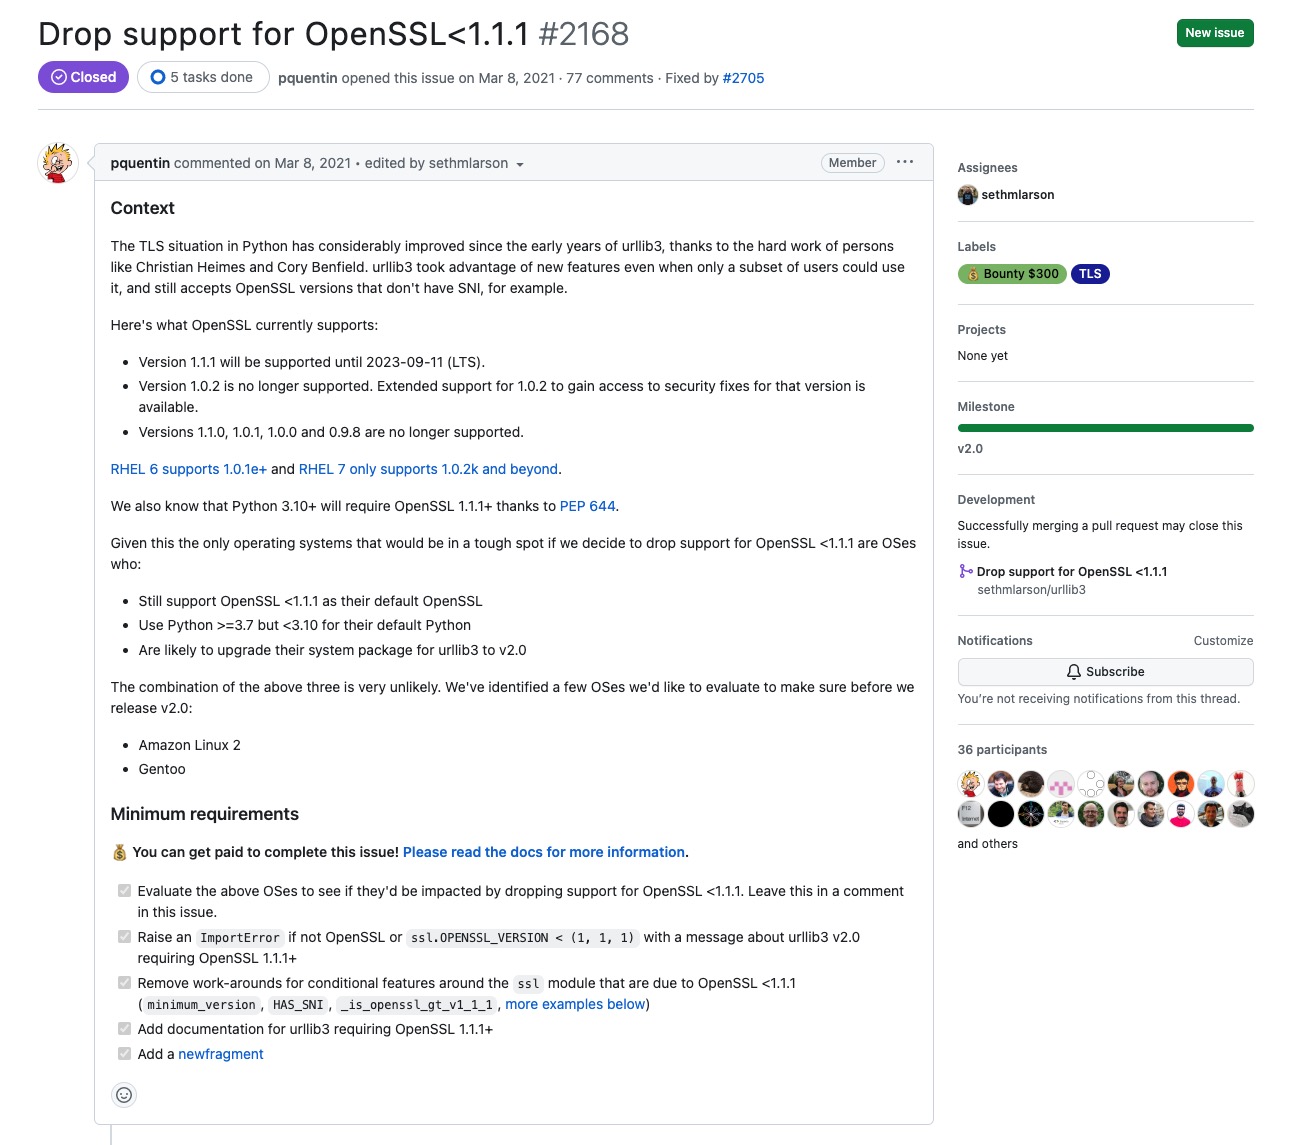 Drop support for OpenSSL<1.1.1 #2168
New issue
Closed
5 tasks done
pquentin opened this issue on Mar 8, 2021 · 77 comments · Fixed by #2705
pquentin commented on Mar 8, 2021 • edited by sethmlarson
Member
Context
The TLS situation in Python has considerably improved since the early years of urllib3, thanks to the hard work of persons
like Christian Heimes and Cory Benfield. urllib3 took advantage of new features even when only a subset of users could use
it, and still accepts OpenSSL versions that don't have SNI, for example.
Here's what OpenSSL currently supports:
• Version 1.1.1 will be supported until 2023-09-11 (LTS).
• Version 1.0.2 is no longer supported. Extended support for 1.0.2 to gain access to security fixes for that version is
available.
• Versions 1.1.0, 1.0.1, 1.0.0 and 0.9.8 are no longer supported.
RHEL 6 supports 1.0.1e+ and RHEL 7 only supports 1.0.2k and beyond.
We also know that Python 3.10+ will require OpenSSL 1.1.1+ thanks to PEP 644.
Given this the only operating systems that would be in a tough spot if we decide to drop support for OpenSSL <1.1.1 are OSes
who:
• Still support OpenSSL <1.1.1 as their default OpenSSL
• Use Python >=3.7 but <3.10 for their default Python
• Are likely to upgrade their system package for urllib3 to v2.0
The combination of the above three is very unlikely. We've identified a few OSes we'd like to evaluate to make sure before we
release v2.0:
• Amazon Linux 2
• Gentoo
Minimum requirements
💰 You can get paid to complete this issue! Please read the docs for more information.
Evaluate the above OSes to see if they'd be impacted by dropping support for OpenSSL <1.1.1. Leave this in a comment
in this issue.
Raise an ImportError if not OpenSSL or ssl.OPENSSL_VERSION < (1, 1, 1) with a message about urllib3 v2.0
requiring OpenSSL 1.1.1+
Remove work-arounds for conditional features around the ssl module that are due to OpenSSL <1.1.1
(minimum_version, HAS_SNI, _is_openssl_gt_v1_1_1, more examples below)
Add documentation for urllib3 requiring OpenSSL 1.1.1+
Add a newfragment
Assignees
sethmlarson
Labels
💰 Bounty $300
TLS
Projects
None yet
Milestone
v2.0
Development
Successfully merging a pull request may close this
issue.
Drop support for OpenSSL <1.1.1
sethmlarson/urllib3
Notifications
Customize
Subscribe
You're not receiving notifications from this thread.
36 participants
and others